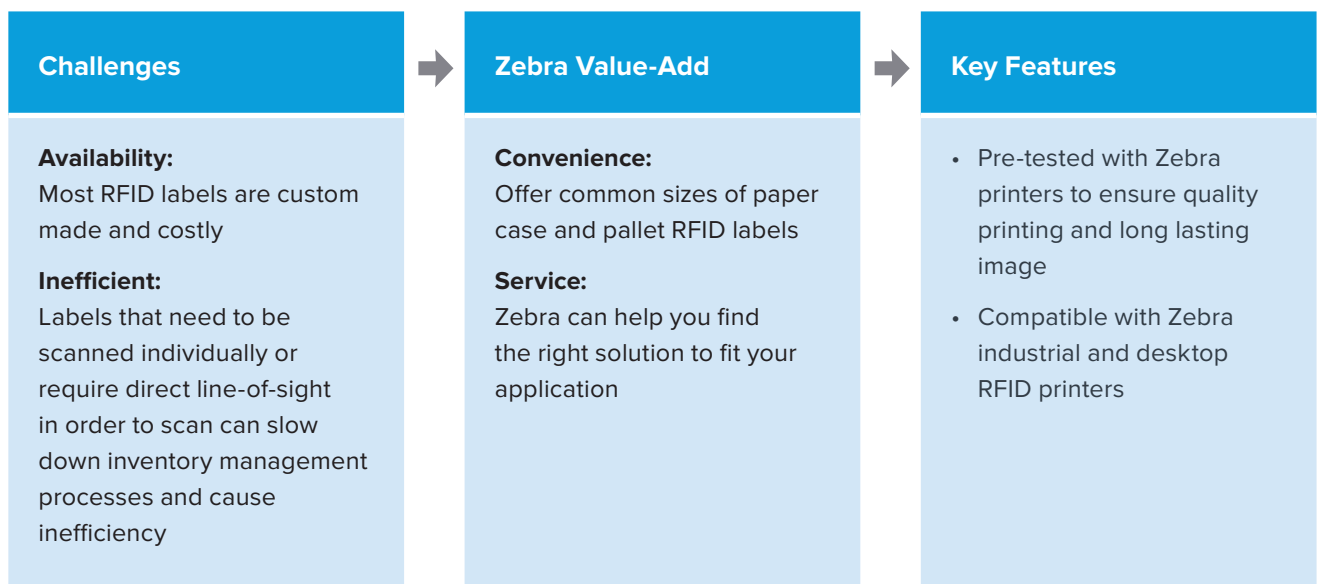 Challenges
Availability:
Most RFID labels are custom
made and costly
Inefficient:
Labels that need to be
scanned individually or
require direct line-of-sight
in order to scan can slow
down inventory management
processes and cause
inefficiency
Zebra Value-Add
Convenience:
Offer common sizes of paper
case and pallet RFID labels
Service:
Zebra can help you find
the right solution to fit your
application
Key Features
• Pre-tested with Zebra
printers to ensure quality
printing and long lasting
image
• Compatible with Zebra
industrial and desktop
RFID printers